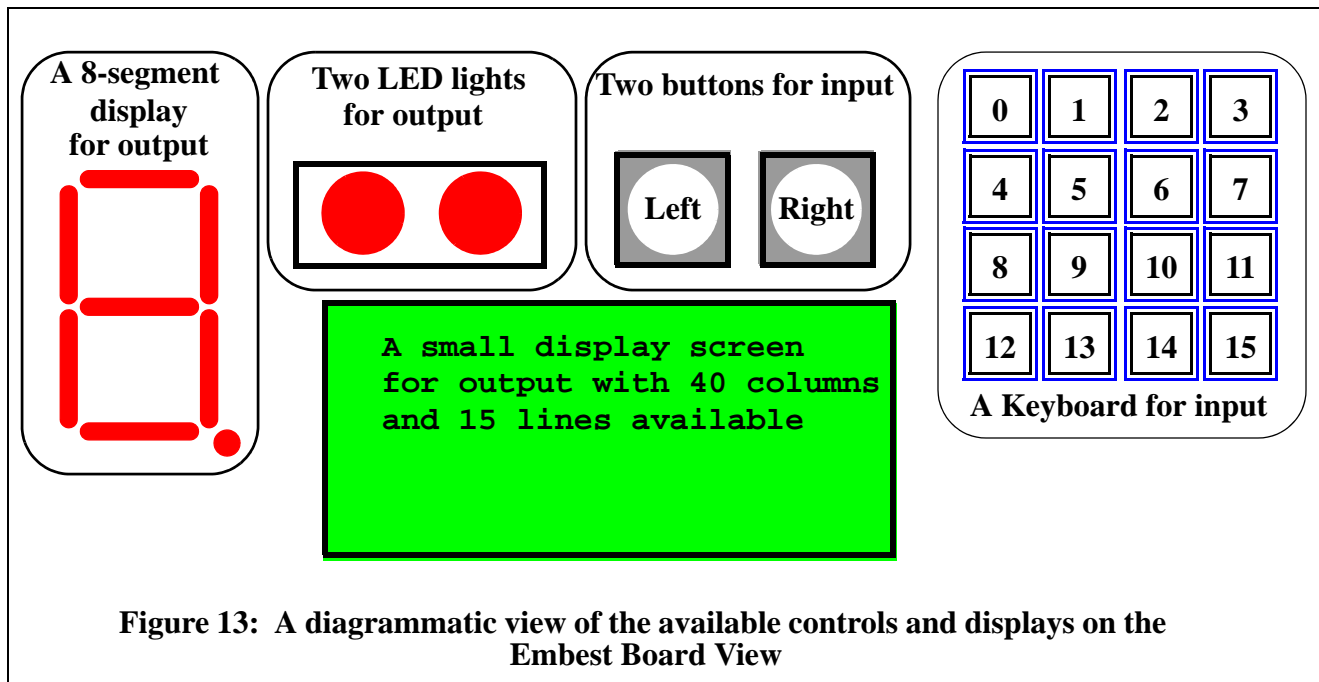 A 8-segment
display
for output
Two LED lights
for output
Two buttons for input
Left
Right
0 1 2 3
4 5 6 7
8 9 10 11
12 13 14 15
A Keyboard for input
A small display screen
for output with 40 columns
and 15 lines available
Figure 13: A diagrammatic view of the available controls and displays on the
Embest Board View